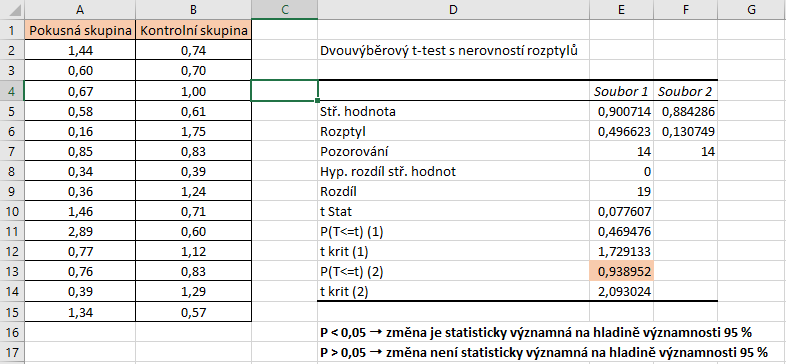 A B C D E F G
1 Pokusná skupina Kontrolní skupina
2 1,44 0,74 Dvouvýběrový t-test s nerovností rozptylů
3 0,60 0,70
4 0,67 1,00 Soubor 1 Soubor 2
5 0,58 0,61 Stř. hodnota 0,900714 0,884286
6 0,16 1,75 Rozptyl 0,496623 0,130749
7 0,85 0,83 Pozorování 14 14
8 0,34 0,39 Hyp. rozdíl stř. hodnot 0
9 0,36 1,24 Rozdíl 19
10 1,46 0,71 t Stat 0,077607
11 2,89 0,60 P(T<=t) (1) 0,469476
12 0,77 1,12 t krit (1) 1,729133
13 0,76 0,83 P(T<=t) (2) 0,938952
14 0,39 1,29 t krit (2) 2,093024
15 1,34 0,57
16 P < 0,05 → změna je statisticky významná na hladině významnosti 95 %
17 P > 0,05 → změna není statisticky významná na hladině významnosti 95 %